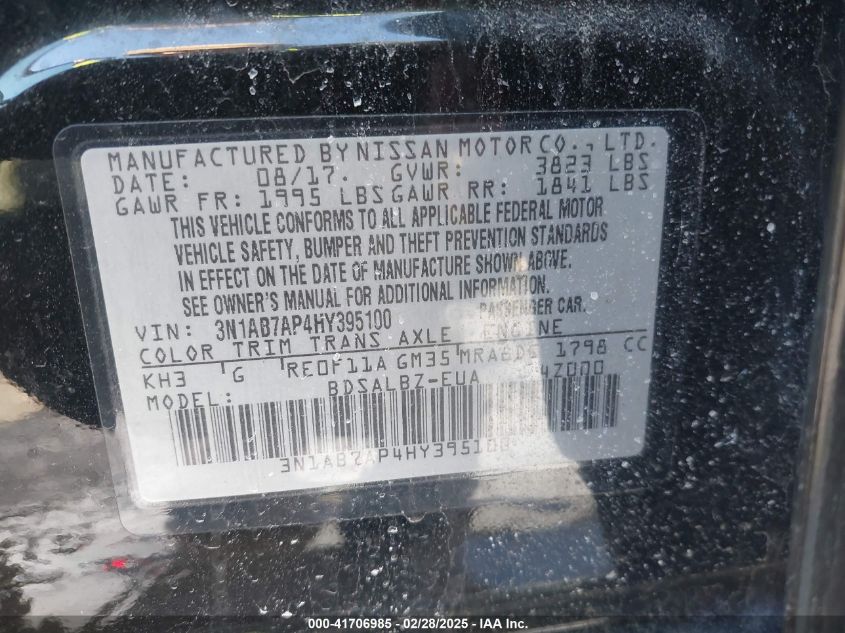 MANUFACTURED BY NISSAN MOTOR CO., LTD.
DATE: 08/17. GVWR: 3823 LBS
GAWR FR: 1995 LBS GAWR RR: 1841 LBS
THIS VEHICLE CONFORMS TO ALL APPLICABLE FEDERAL MOTOR
VEHICLE SAFETY, BUMPER AND THEFT PREVENTION STANDARDS
IN EFFECT ON THE DATE OF MANUFACTURE SHOWN ABOVE.
SEE OWNER'S MANUAL FOR ADDITIONAL INFORMATION.
VIN: 3N1AB7AP4HY395100 PASSENGER CAR.
COLOR TRIM TRANS AXLE ENGINE
KH3 G RE0F11A GM35 MRA8DE 1798 CC
MODEL: BDSALBZ-EUA 4Z000
3N1AB7AP4HY395100
000-41706985 - 02/28/2025 - IAAI.com